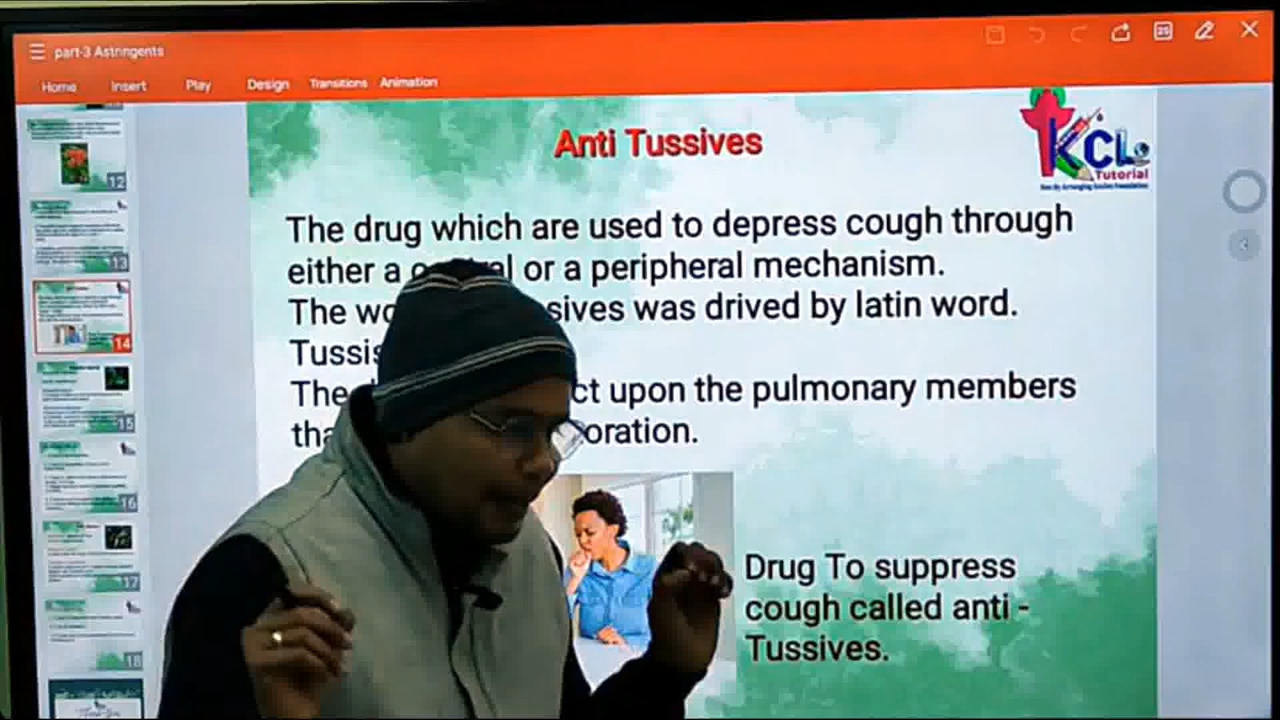 part-3 Astringents
Home Insert Play Design Transitions Animation
Anti Tussives
KCL
Tutorial
The drug which are used to depress cough through
either a or a peripheral mechanism.
The sives was drived by latin word.
Tussis
The ct upon the pulmonary members
tha oration.
Drug To suppress
cough called anti -
Tussives.
12
13
14
15
16
17
18